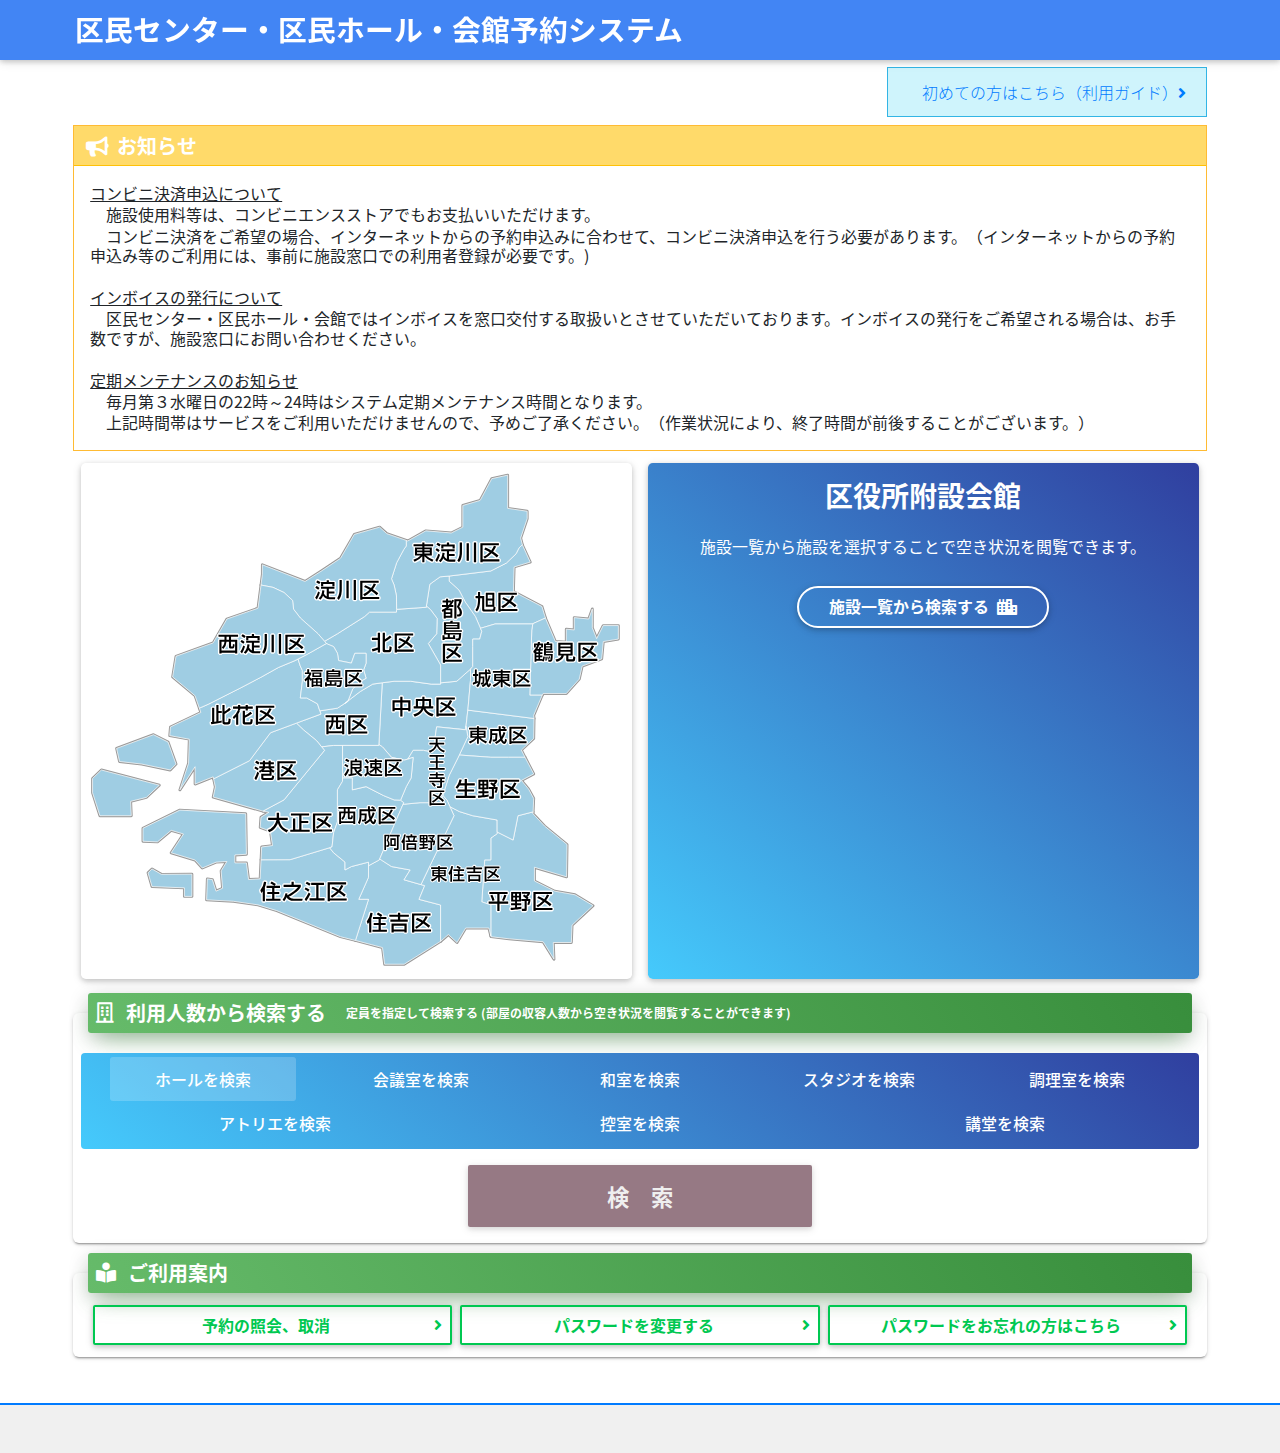 区民センター・区民ホール・会館予約システム
初めての方はこちら（利用ガイド）
お知らせ
コンビニ決済申込について
　施設使用料等は、コンビニエンスストアでもお支払いいただけます。
　コンビニ決済をご希望の場合、インターネットからの予約申込みに合わせて、コンビニ決済申込を行う必要があります。（インターネットからの予約
申込み等のご利用には、事前に施設窓口での利用者登録が必要です。)
インボイスの発行について
　区民センター・区民ホール・会館ではインボイスを窓口交付する取扱いとさせていただいております。インボイスの発行をご希望される場合は、お手
数ですが、施設窓口にお問い合わせください。
定期メンテナンスのお知らせ
　毎月第３水曜日の22時～24時はシステム定期メンテナンス時間となります。
　上記時間帯はサービスをご利用いただけませんので、予めご了承ください。（作業状況により、終了時間が前後することがございます。）
東淀川区
淀川区
都島区
旭区
西淀川区
北区
鶴見区
福島区
城東区
此花区
西区
中央区
東成区
港区
浪速区
天王寺区
生野区
大正区
西成区
阿倍野区
東住吉区
住之江区
平野区
住吉区
区役所附設会館
施設一覧から施設を選択することで空き状況を閲覧できます。
施設一覧から検索する
利用人数から検索する 定員を指定して検索する (部屋の収容人数から空き状況を閲覧することができます)
ホールを検索 会議室を検索 和室を検索 スタジオを検索 調理室を検索
アトリエを検索 控室を検索 講堂を検索
検　索
ご利用案内
予約の照会、取消 パスワードを変更する パスワードをお忘れの方はこちら